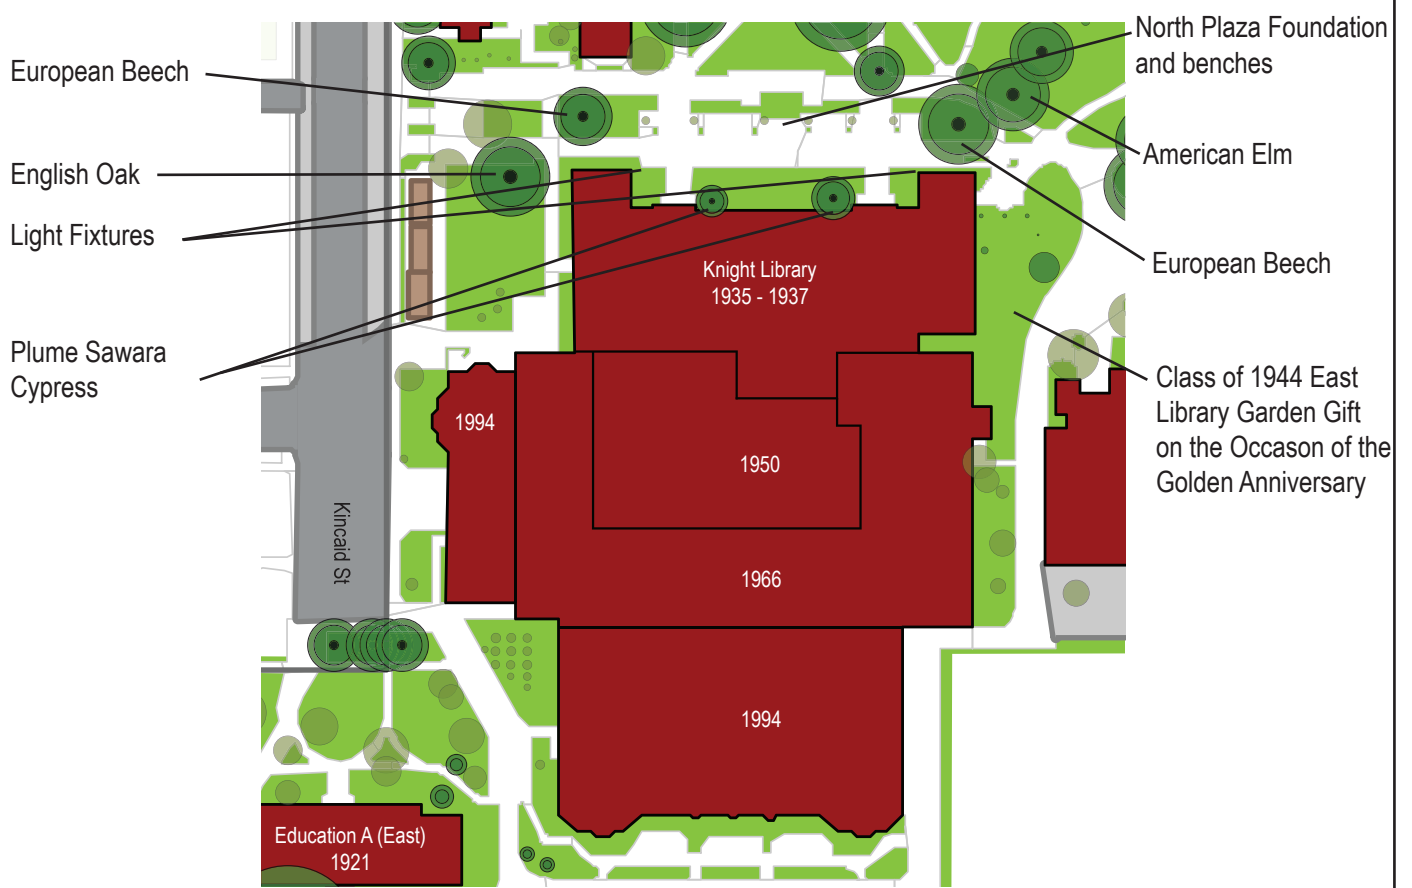 North Plaza Foundation
and benches
European Beech
American Elm
English Oak
Light Fixtures
European Beech
Knight Library
1935 - 1937
Plume Sawara
Cypress
Class of 1944 East
Library Garden Gift
on the Occason of the
Golden Anniversary
1994
1950
Kincaid St
1966
1994
Education A (East)
1921